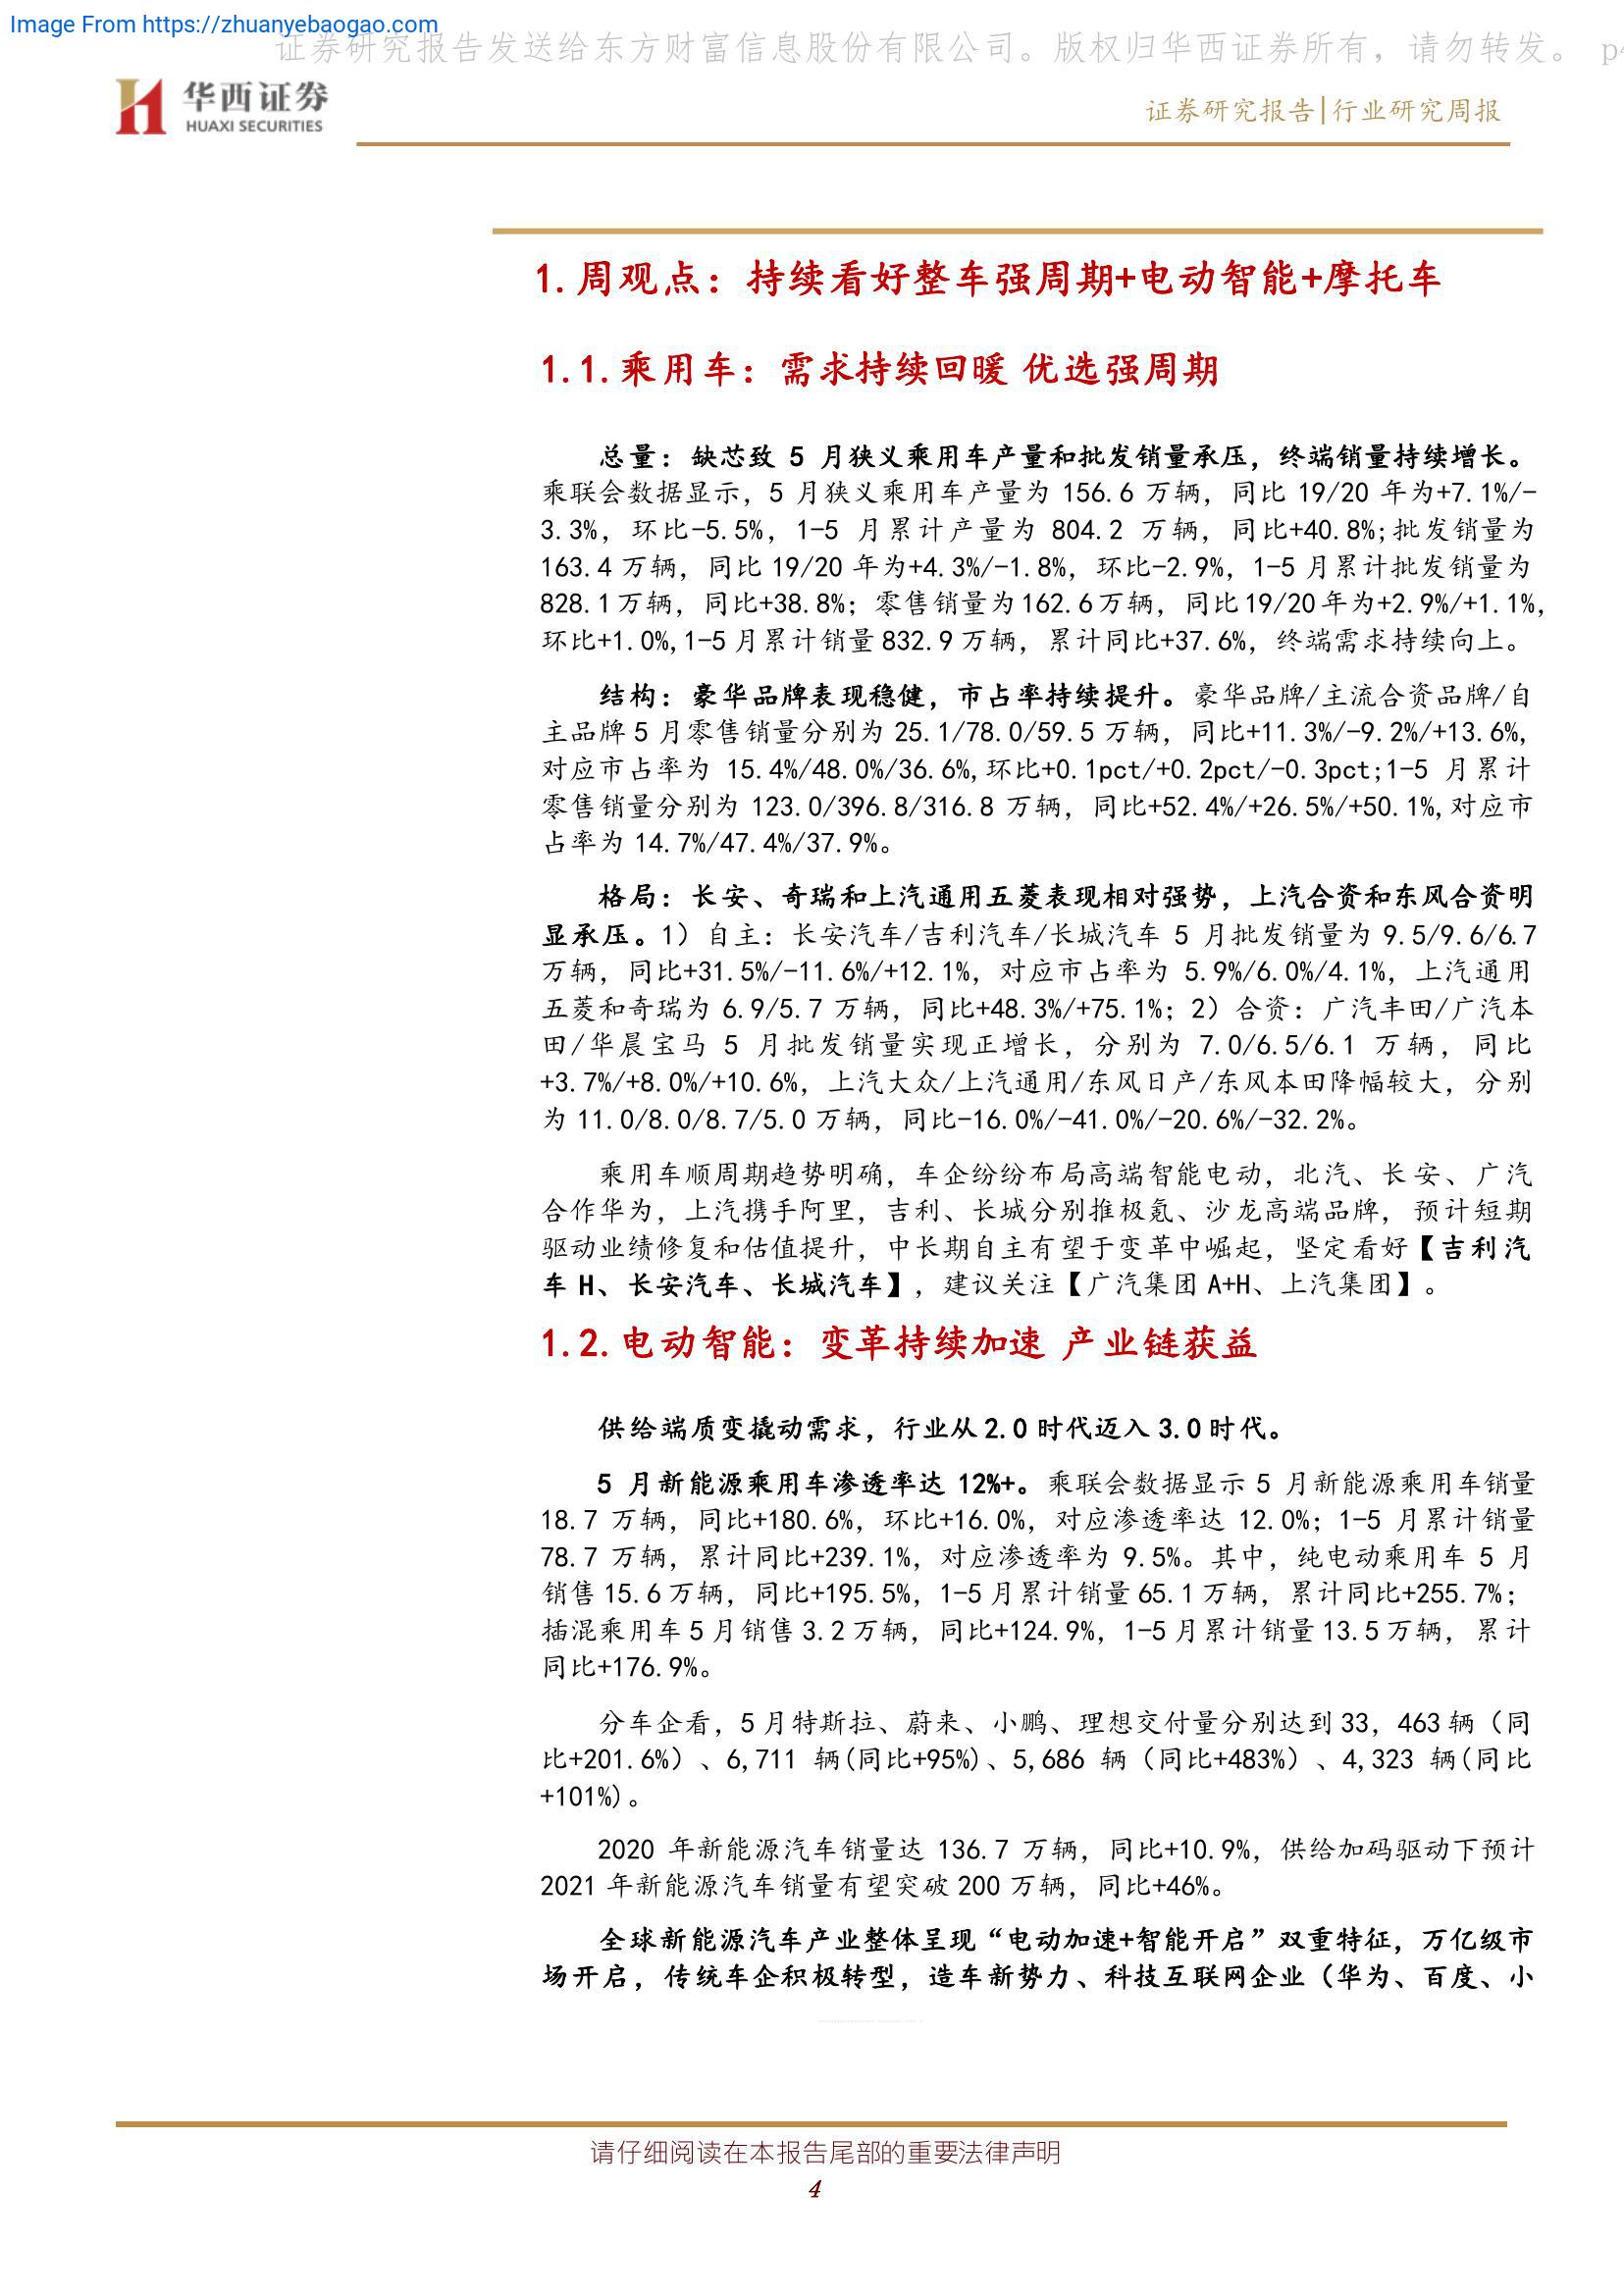 Image From https://zhuanyebaogao.com
证券研究报告发送给东方财富信息股份有限公司。版权归华西证券所有，请勿转发。 p4
华西证券
HUAXI SECURITIES
证券研究报告|行业研究周报
1.周观点：持续看好整车强周期+电动智能+摩托车
1.1.乘用车：需求持续回暖 优选强周期
总量：缺芯致 5 月狭义乘用车产量和批发销量承压，终端销量持续增长。
乘联会数据显示，5 月狭义乘用车产量为 156.6 万辆，同比 19/20 年为+7.1%/-
3.3%，环比-5.5%，1-5 月累计产量为 804.2 万辆，同比+40.8%;批发销量为
163.4 万辆，同比 19/20 年为+4.3%/-1.8%，环比-2.9%，1-5 月累计批发销量为
828.1 万辆，同比+38.8%；零售销量为 162.6 万辆，同比 19/20 年为+2.9%/+1.1%，
环比+1.0%,1-5 月累计销量 832.9 万辆，累计同比+37.6%，终端需求持续向上。
结构：豪华品牌表现稳健，市占率持续提升。豪华品牌/主流合资品牌/自
主品牌 5 月零售销量分别为 25.1/78.0/59.5 万辆，同比+11.3%/-9.2%/+13.6%，
对应市占率为 15.4%/48.0%/36.6%,环比+0.1pct/+0.2pct/-0.3pct;1-5 月累计
零售销量分别为 123.0/396.8/316.8 万辆，同比+52.4%/+26.5%/+50.1%,对应市
占率为 14.7%/47.4%/37.9%。
格局：长安、奇瑞和上汽通用五菱表现相对强势，上汽合资和东风合资明
显承压。1）自主：长安汽车/吉利汽车/长城汽车 5 月批发销量为 9.5/9.6/6.7
万辆，同比+31.5%/-11.6%/+12.1%，对应市占率为 5.9%/6.0%/4.1%，上汽通用
五菱和奇瑞为 6.9/5.7 万辆，同比+48.3%/+75.1%；2）合资：广汽丰田/广汽本
田/华晨宝马 5 月批发销量实现正增长，分别为 7.0/6.5/6.1 万辆，同比
+3.7%/+8.0%/+10.6%，上汽大众/上汽通用/东风日产/东风本田降幅较大，分别
为 11.0/8.0/8.7/5.0 万辆，同比-16.0%/-41.0%/-20.6%/-32.2%。
乘用车顺周期趋势明确，车企纷纷布局高端智能电动，北汽、长安、广汽
合作华为，上汽携手阿里，吉利、长城分别推极氪、沙龙高端品牌，预计短期
驱动业绩修复和估值提升，中长期自主有望于变革中崛起，坚定看好【吉利汽
车 H、长安汽车、长城汽车】，建议关注【广汽集团 A+H、上汽集团】。
1.2.电动智能：变革持续加速 产业链获益
供给端质变撬动需求，行业从 2.0 时代迈入 3.0 时代。
5 月新能源乘用车渗透率达 12%+。乘联会数据显示 5 月新能源乘用车销量
18.7 万辆，同比+180.6%，环比+16.0%，对应渗透率达 12.0%；1-5 月累计销量
78.7 万辆，累计同比+239.1%，对应渗透率为 9.5%。其中，纯电动乘用车 5 月
销售 15.6 万辆，同比+195.5%，1-5 月累计销量 65.1 万辆，累计同比+255.7%；
插混乘用车 5 月销售 3.2 万辆，同比+124.9%，1-5 月累计销量 13.5 万辆，累计
同比+176.9%。
分车企看，5 月特斯拉、蔚来、小鹏、理想交付量分别达到 33，463 辆（同
比+201.6%）、6,711 辆(同比+95%)、5,686 辆（同比+483%）、4,323 辆(同比
+101%)。
2020 年新能源汽车销量达 136.7 万辆，同比+10.9%，供给加码驱动下预计
2021 年新能源汽车销量有望突破 200 万辆，同比+46%。
全球新能源汽车产业整体呈现“电动加速+智能开启”双重特征，万亿级市
场开启，传统车企积极转型，造车新势力、科技互联网企业（华为、百度、小
请仔细阅读在本报告尾部的重要法律声明
4